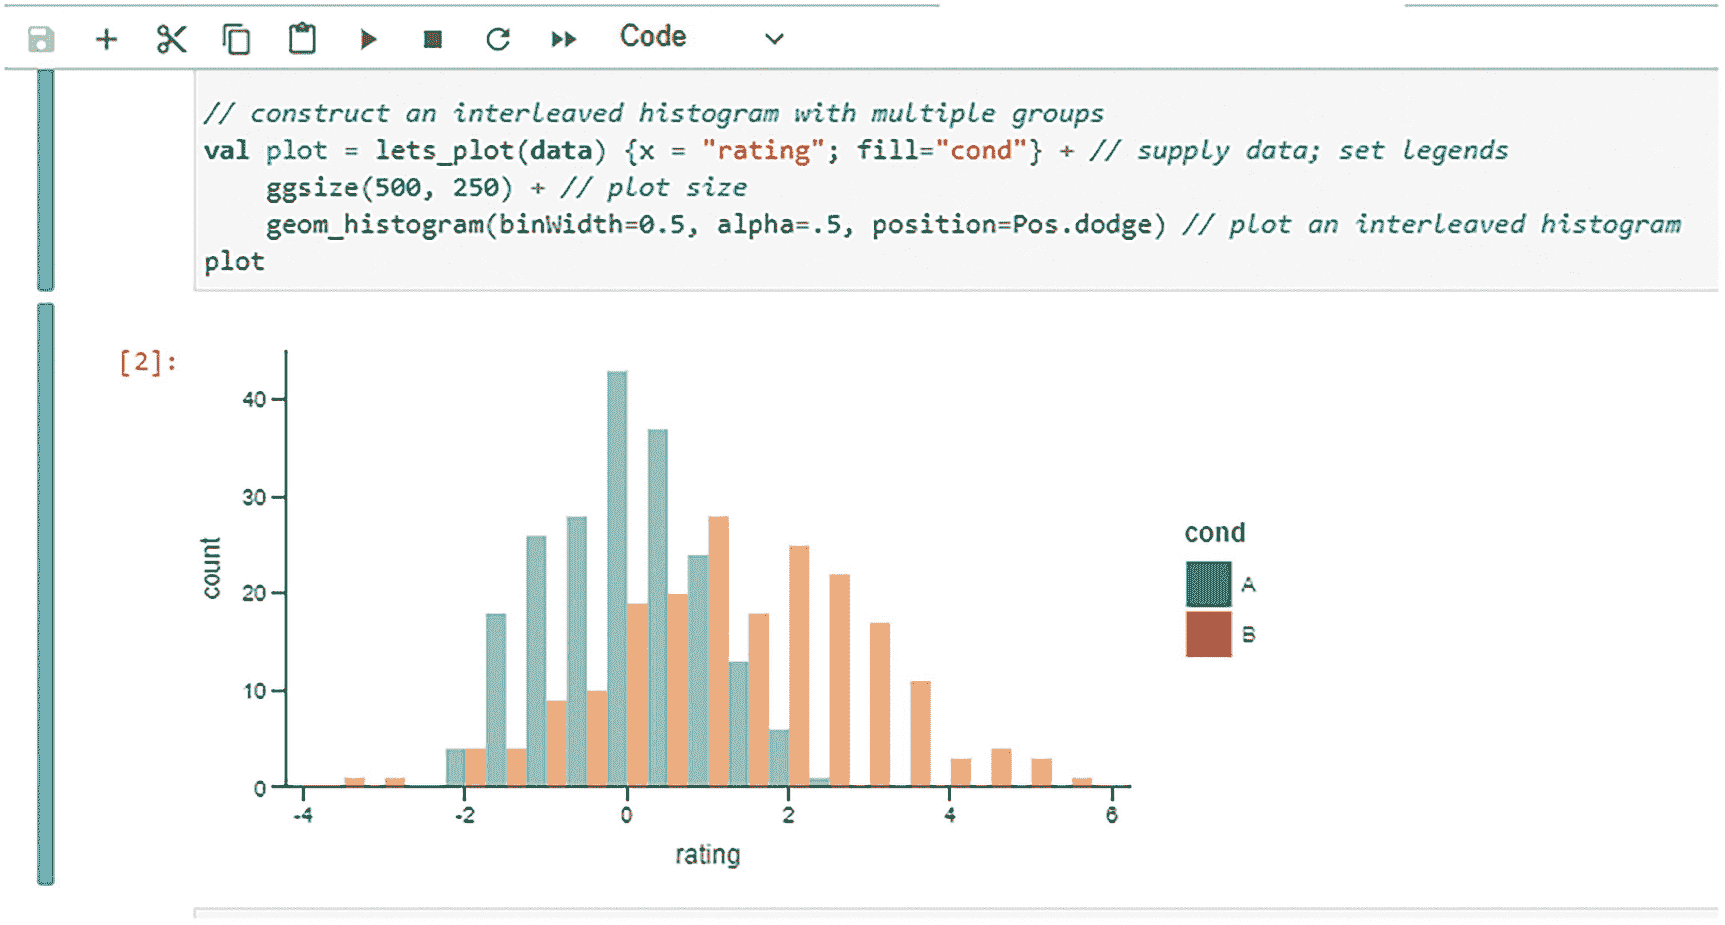 Code
// construct an interleaved histogram with multiple groups
val plot = lets_plot(data) {x = "rating"; fill="cond"} + // supply data; set legends
ggsize(500, 250) + // plot size
geom_histogram(binWidth=0.5, alpha=.5, position=Pos.dodge) // plot an interleaved histogram
plot
[2]:
40
30
20
10
0
count
-4 -2 0 2 4 6
rating
cond
A
B